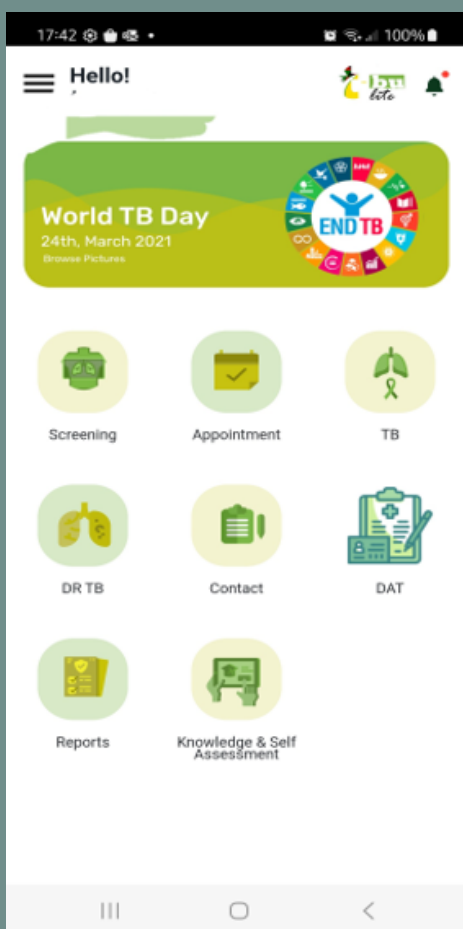 17:42
100%
Hello!
Tibu
lite
World TB Day
24th, March 2021
Browse Pictures
END TB
Screening
Appointment
TB
DR TB
Contact
DAT
Reports
Knowledge & Self
Assessment